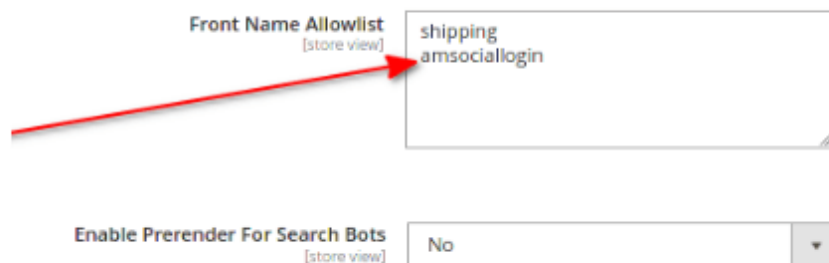 Front Name Allowlist
[store view]
shipping
amsociallogin
Enable Prerender For Search Bots
[store view]
No